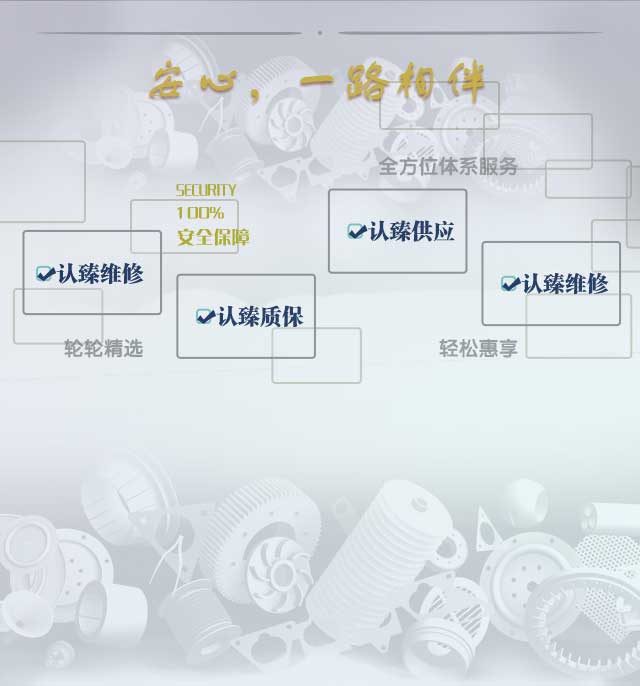 安心，一路相伴
全方位体系服务
SECURITY
100%
安全保障
认臻供应
认臻维修
认臻维修
认臻质保
轮轮精选
轻松惠享